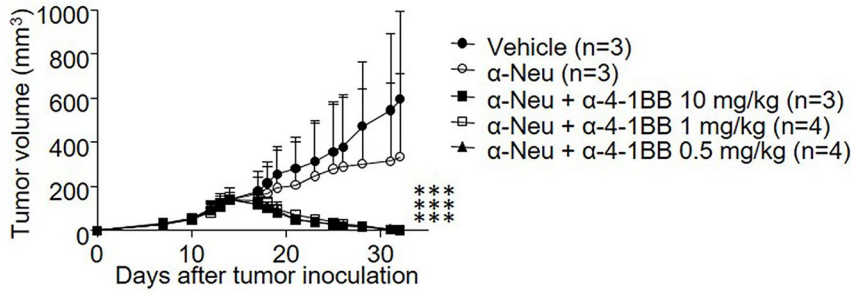 1000
800
600
400
200
0
Tumor volume (mm³)
0 10 20 30
Days after tumor inoculation
Vehicle (n=3)
α-Neu (n=3)
α-Neu + α-4-1BB 10 mg/kg (n=3)
α-Neu + α-4-1BB 1 mg/kg (n=4)
α-Neu + α-4-1BB 0.5 mg/kg (n=4)
***
***
***